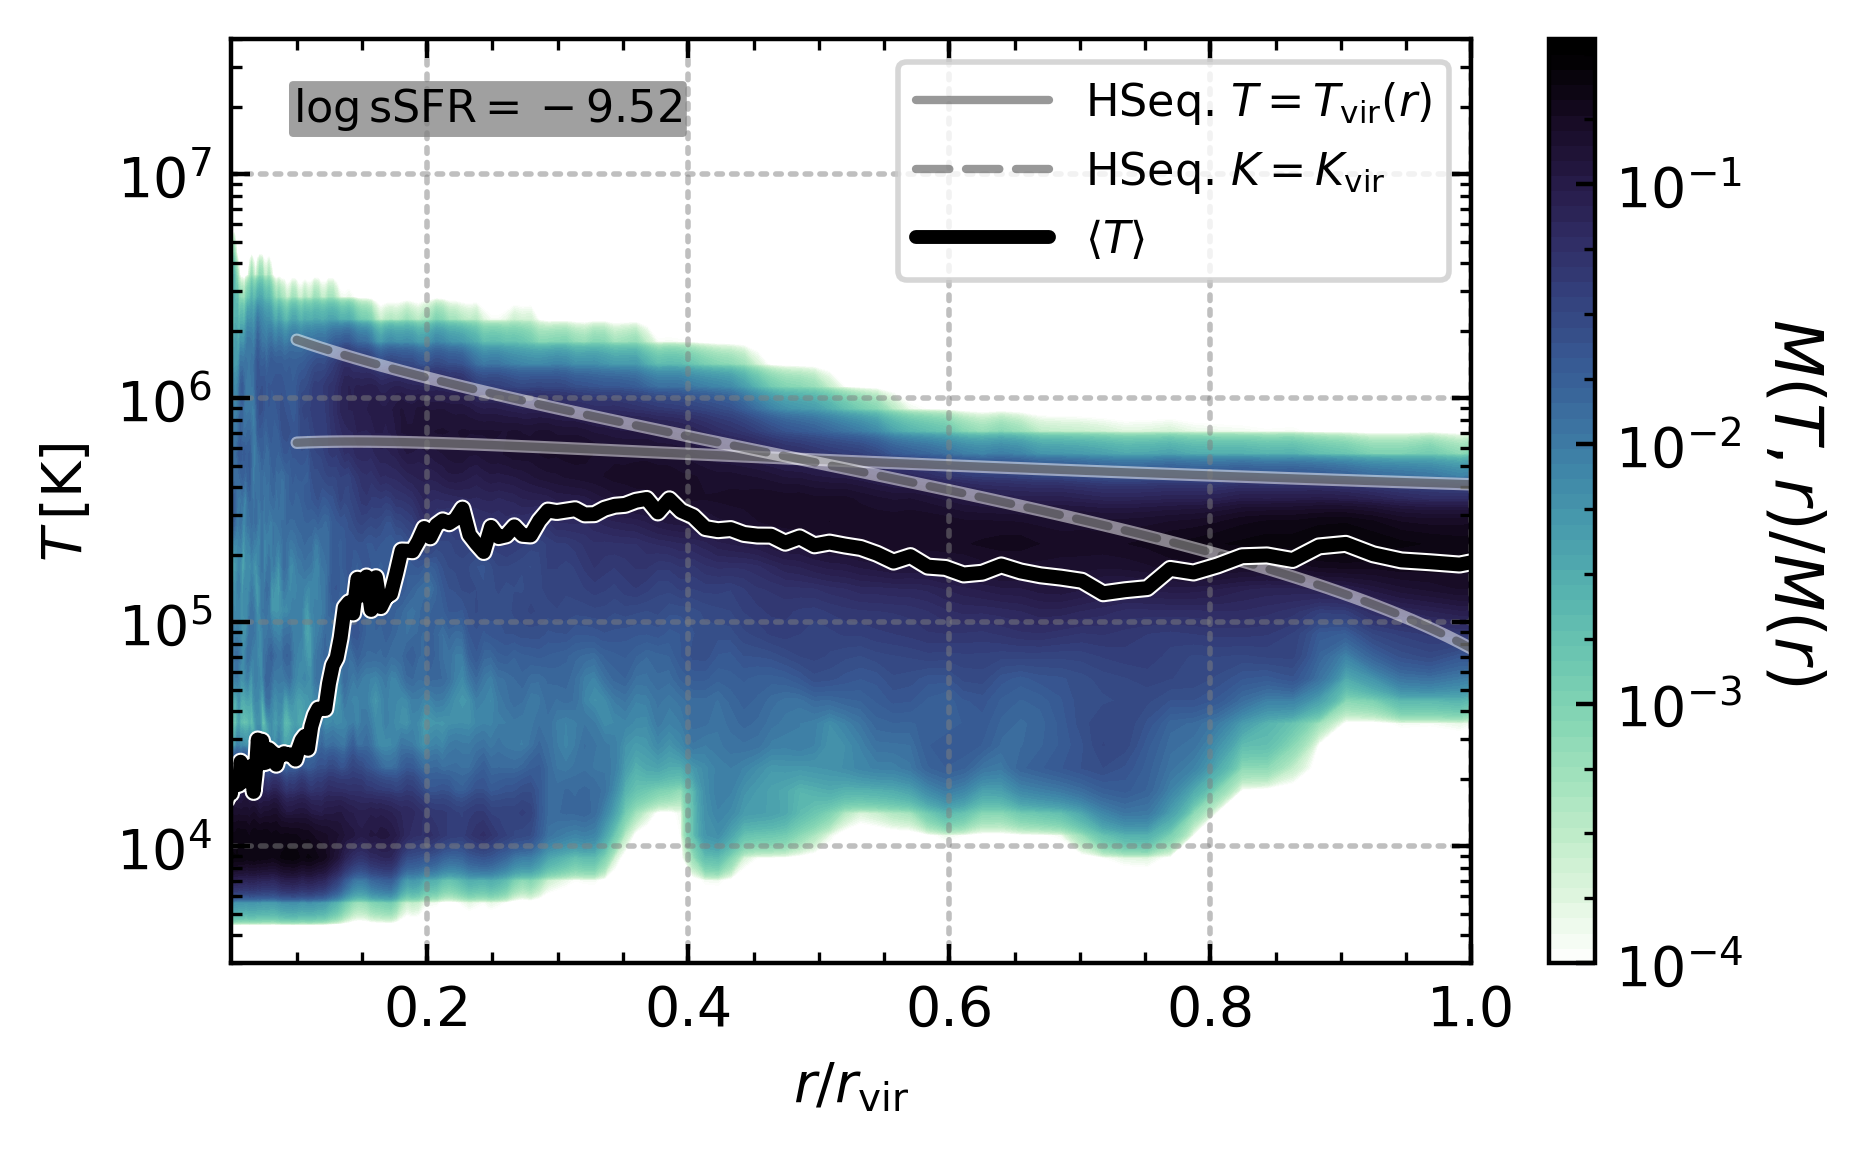 log sSFR = −9.52
HSeq. T = T_vir(r)
HSeq. K = K_vir
⟨T⟩
10^7
10^6
10^5
10^4
T [K]
0.2 0.4 0.6 0.8 1.0
r/r_vir
10^−1
10^−2
10^−3
10^−4
M(T, r)/M(r)